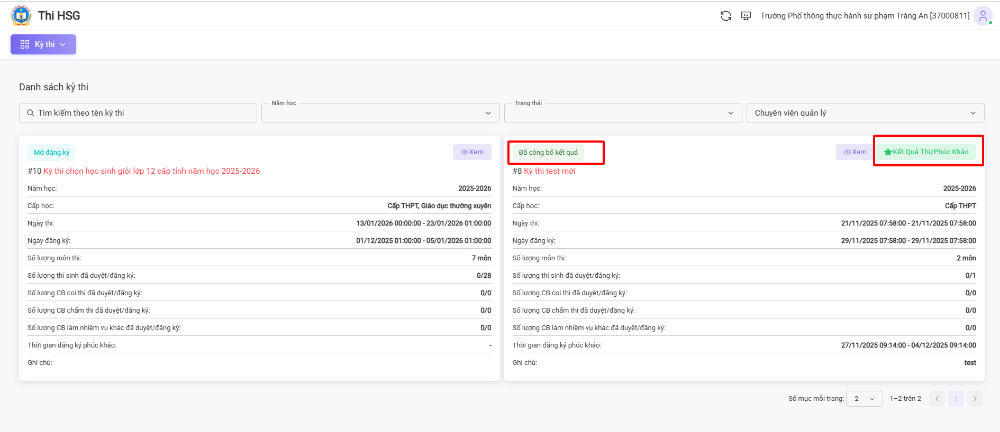 Thi HSG
Trường Phổ thông thực hành sư phạm Tràng An [37000811]
Kỳ thi
Danh sách kỳ thi
Tìm kiếm theo tên kỳ thi
Năm học
Trạng thái
Chuyên viên quản lý
Mở đăng ký
Xem
#10 Kỳ thi chọn học sinh giỏi lớp 12 cấp tỉnh năm học 2025-2026
Năm học: 2025-2026
Cấp học: Cấp THPT, Giáo dục thường xuyên
Ngày thi: 13/01/2026 00:00:00 - 23/01/2026 01:00:00
Ngày đăng ký: 01/12/2025 01:00:00 - 05/01/2026 01:00:00
Số lượng môn thi: 7 môn
Số lượng thí sinh đã duyệt/đăng ký: 0/28
Số lượng CB coi thi đã duyệt/đăng ký: 0/0
Số lượng CB chấm thi đã duyệt/đăng ký: 0/0
Số lượng CB làm nhiệm vụ khác đã duyệt/đăng ký: 0/0
Thời gian đăng ký phúc khảo: -
Ghi chú:
Đã công bố kết quả
Xem
Kết Quả Thi/Phúc Khảo
#8 Kỳ thi test mới
Năm học: 2025-2026
Cấp học: Cấp THPT
Ngày thi: 21/11/2025 07:58:00 - 21/11/2025 07:58:00
Ngày đăng ký: 29/11/2025 07:58:00 - 29/11/2025 07:58:00
Số lượng môn thi: 2 môn
Số lượng thí sinh đã duyệt/đăng ký: 0/1
Số lượng CB coi thi đã duyệt/đăng ký: 0/0
Số lượng CB chấm thi đã duyệt/đăng ký: 0/0
Số lượng CB làm nhiệm vụ khác đã duyệt/đăng ký: 0/0
Thời gian đăng ký phúc khảo: 27/11/2025 09:14:00 - 04/12/2025 09:14:00
Ghi chú: test
Số mục mỗi trang: 2 1–2 trên 2 1